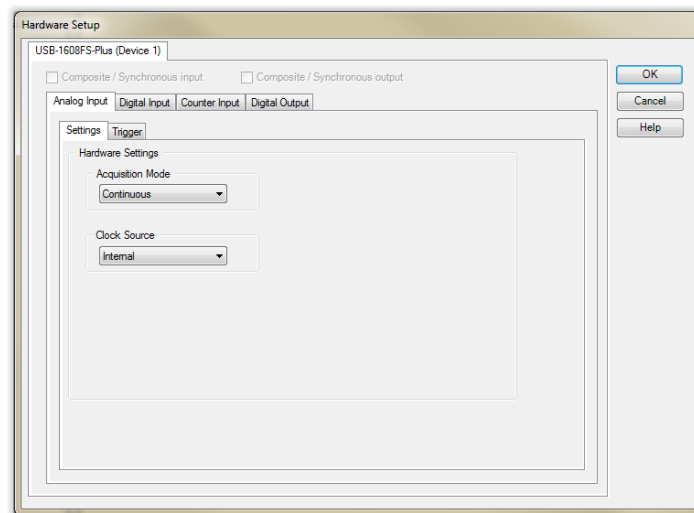 Hardware Setup
USB-1608FS-Plus (Device 1)
Composite / Synchronous input Composite / Synchronous output
OK
Analog Input Digital Input Counter Input Digital Output
Cancel
Settings Trigger
Help
Hardware Settings
Acquisition Mode
Continuous
Clock Source
Internal